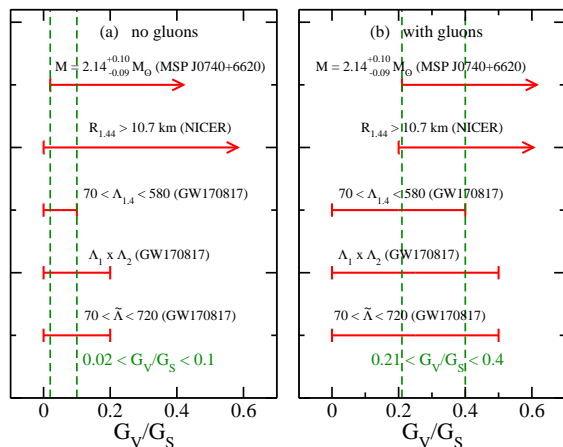 (a) no gluons
M = 2.14 +0.10 -0.09 M⊙ (MSP J0740+6620)
R1.44 > 10.7 km (NICER)
70 < Λ1.4 < 580 (GW170817)
Λ1 x Λ2 (GW170817)
70 < Λ̃ < 720 (GW170817)
0.02 < GV/GS < 0.1
0 0.2 0.4 0.6
GV/GS
(b) with gluons
M = 2.14 +0.10 -0.09 M⊙ (MSP J0740+6620)
R1.44 > 10.7 km (NICER)
70 < Λ1.4 < 580 (GW170817)
Λ1 x Λ2 (GW170817)
70 < Λ̃ < 720 (GW170817)
0.21 < GV/GS < 0.4
0 0.2 0.4 0.6
GV/GS